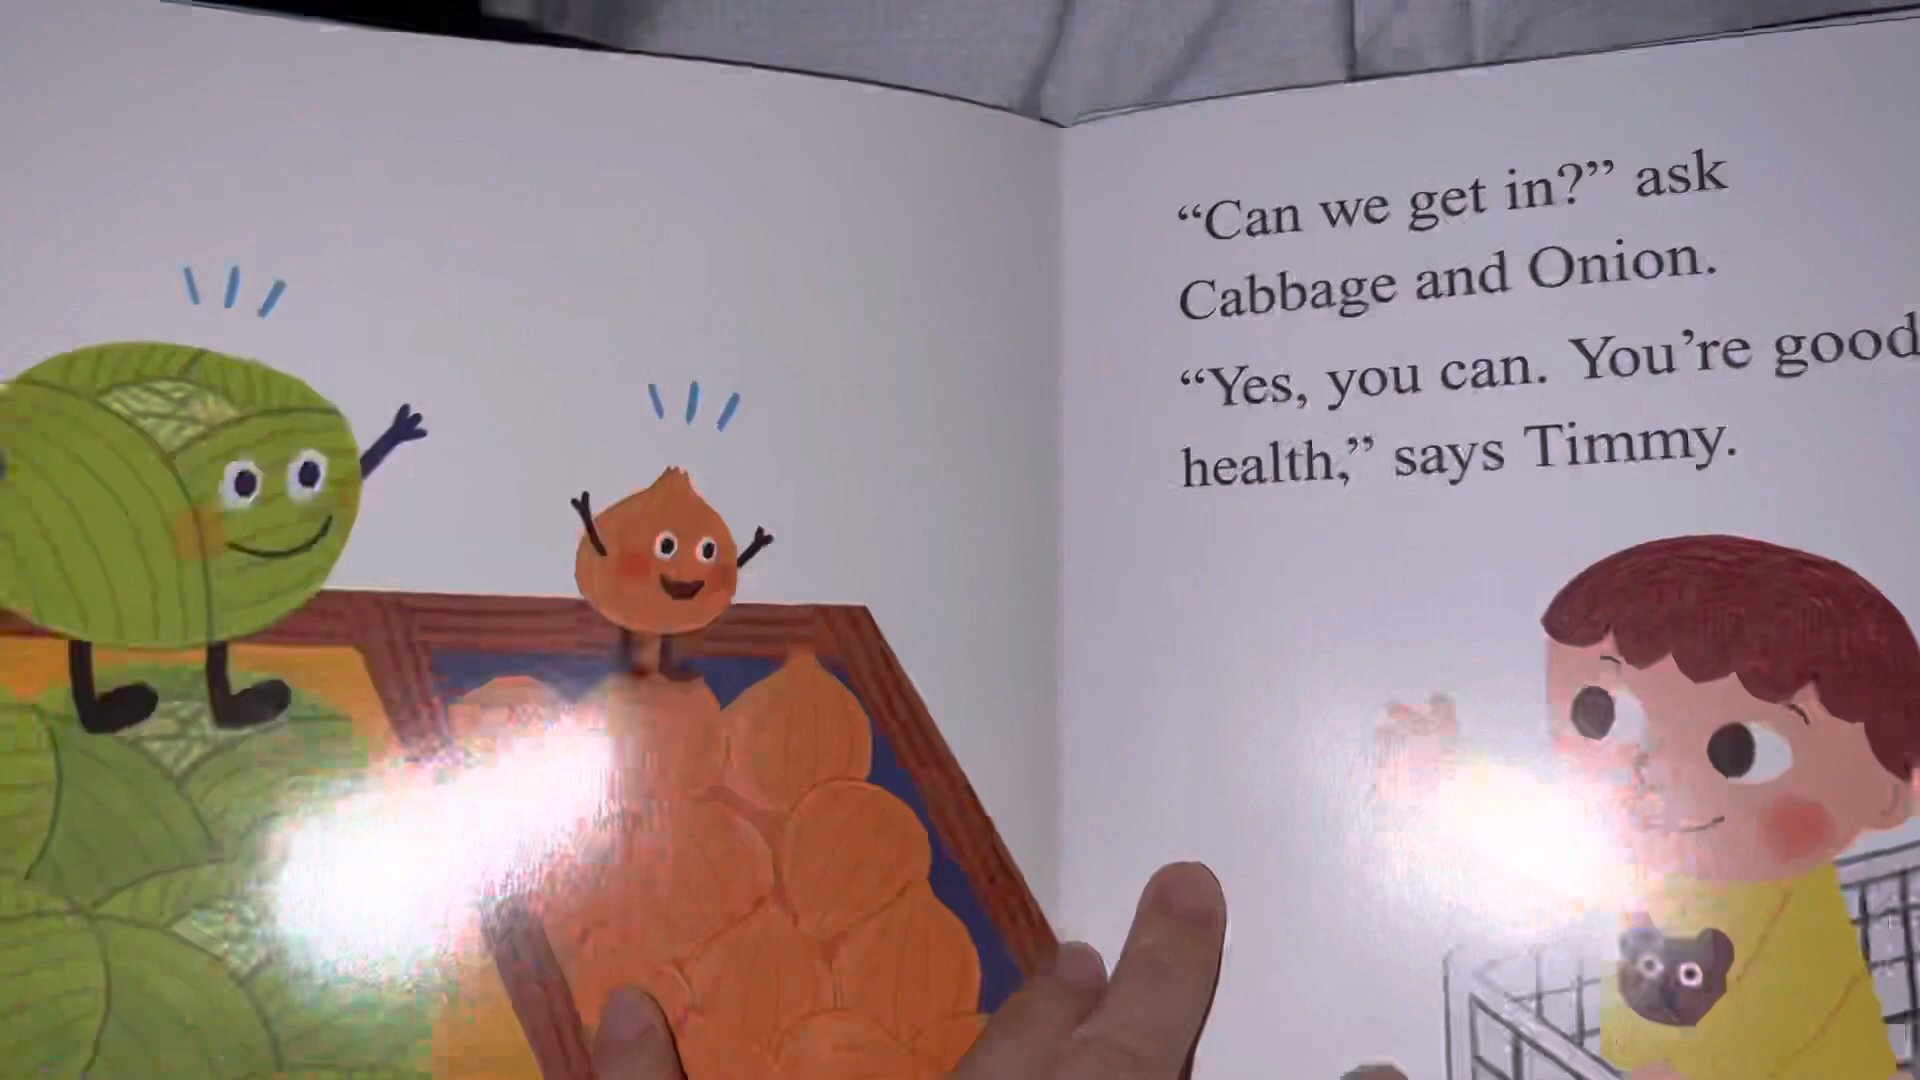 “Can we get in?” ask
Cabbage and Onion.
“Yes, you can. You’re good
health,” says Timmy.